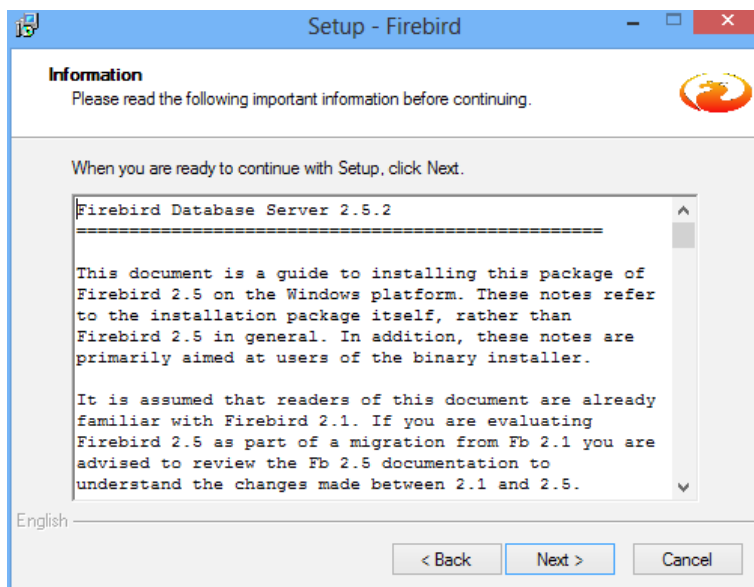 Setup - Firebird
Information
Please read the following important information before continuing.
When you are ready to continue with Setup, click Next.
Firebird Database Server 2.5.2
==================================================
This document is a guide to installing this package of
Firebird 2.5 on the Windows platform. These notes refer
to the installation package itself, rather than
Firebird 2.5 in general. In addition, these notes are
primarily aimed at users of the binary installer.
It is assumed that readers of this document are already
familiar with Firebird 2.1. If you are evaluating
Firebird 2.5 as part of a migration from Fb 2.1 you are
advised to review the Fb 2.5 documentation to
understand the changes made between 2.1 and 2.5.
English
< Back
Next >
Cancel